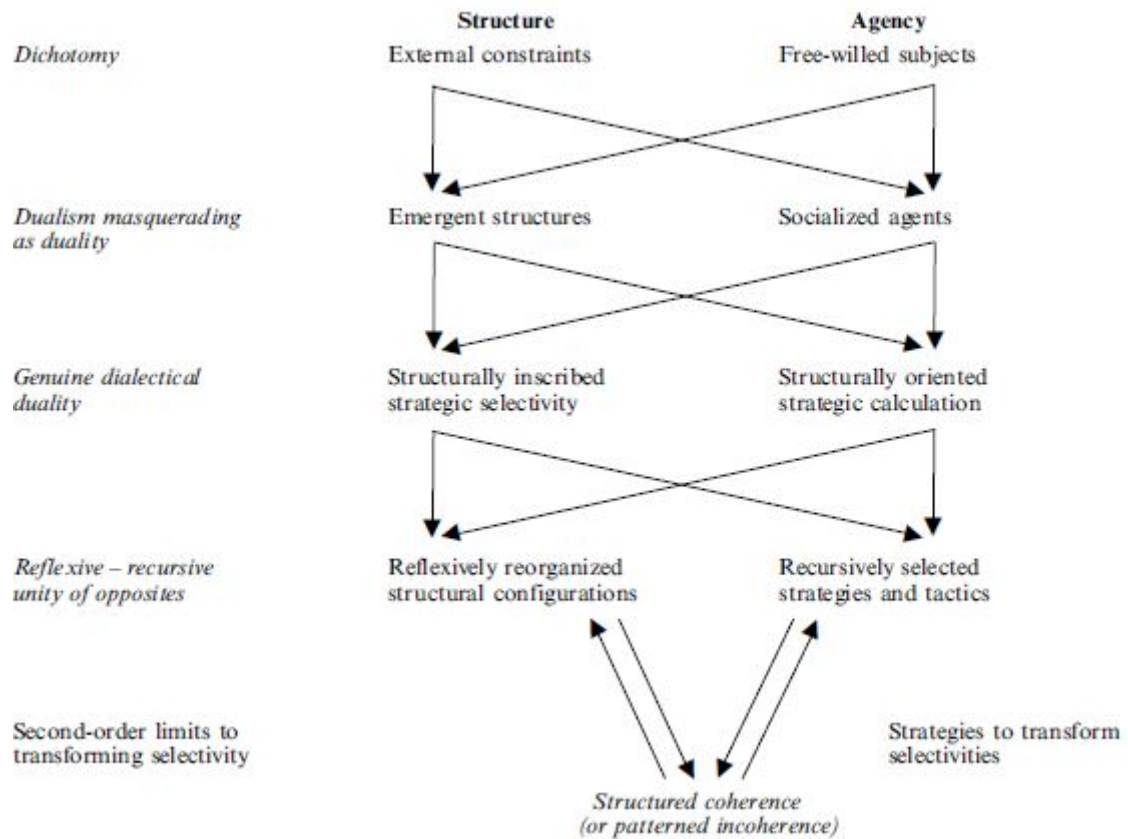 Structure Agency
Dichotomy External constraints Free-willed subjects
Dualism masquerading Emergent structures Socialized agents
as duality
Genuine dialectical Structurally inscribed Structurally oriented
duality strategic selectivity strategic calculation
Reflexive – recursive Reflexively reorganized Recursively selected
unity of opposites structural configurations strategies and tactics
Second-order limits to Strategies to transform
transforming selectivity selectivities
Structured coherence
(or patterned incoherence)